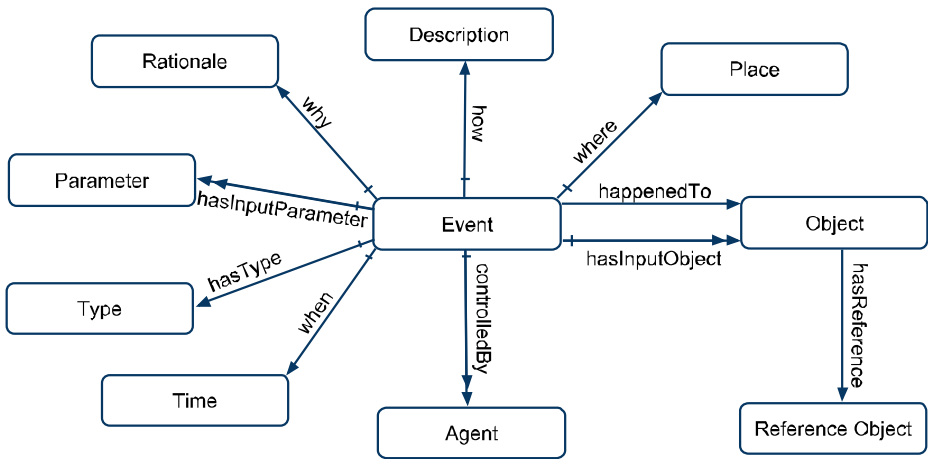 Description
Rationale
Place
why
how
where
Parameter
hasInputParameter
happenedTo
Event
Object
hasInputObject
hasType
controlledBy
hasReference
Type
when
Time
Agent
Reference Object